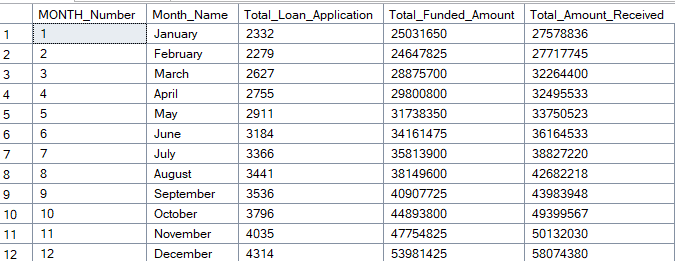 MONTH_Number Month_Name Total_Loan_Application Total_Funded_Amount Total_Amount_Received
1 1 January 2332 25031650 27578836
2 2 February 2279 24647825 27717745
3 3 March 2627 28875700 32264400
4 4 April 2755 29800800 32495533
5 5 May 2911 31738350 33750523
6 6 June 3184 34161475 36164533
7 7 July 3366 35813900 38827220
8 8 August 3441 38149600 42682218
9 9 September 3536 40907725 43983948
10 10 October 3796 44893800 49399567
11 11 November 4035 47754825 50132030
12 12 December 4314 53981425 58074380